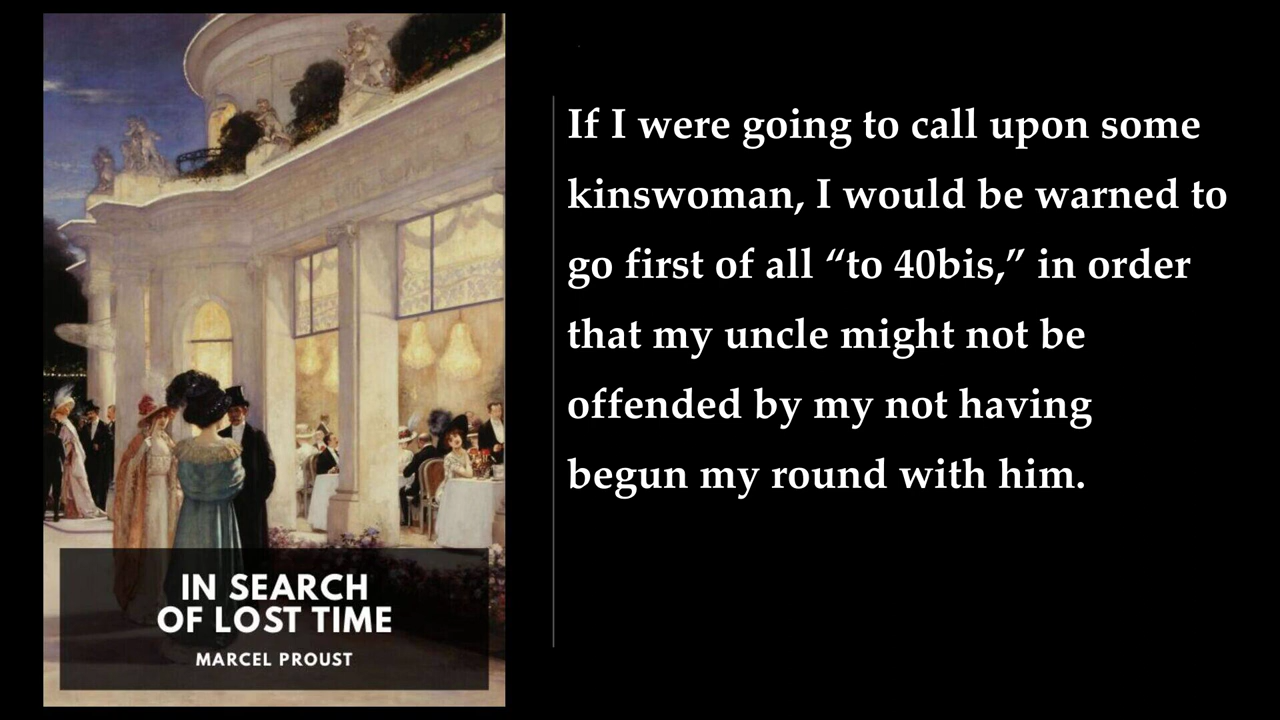 If I were going to call upon some
kinswoman, I would be warned to
go first of all “to 40bis,” in order
that my uncle might not be
offended by my not having
begun my round with him.
IN SEARCH
OF LOST TIME
MARCEL PROUST